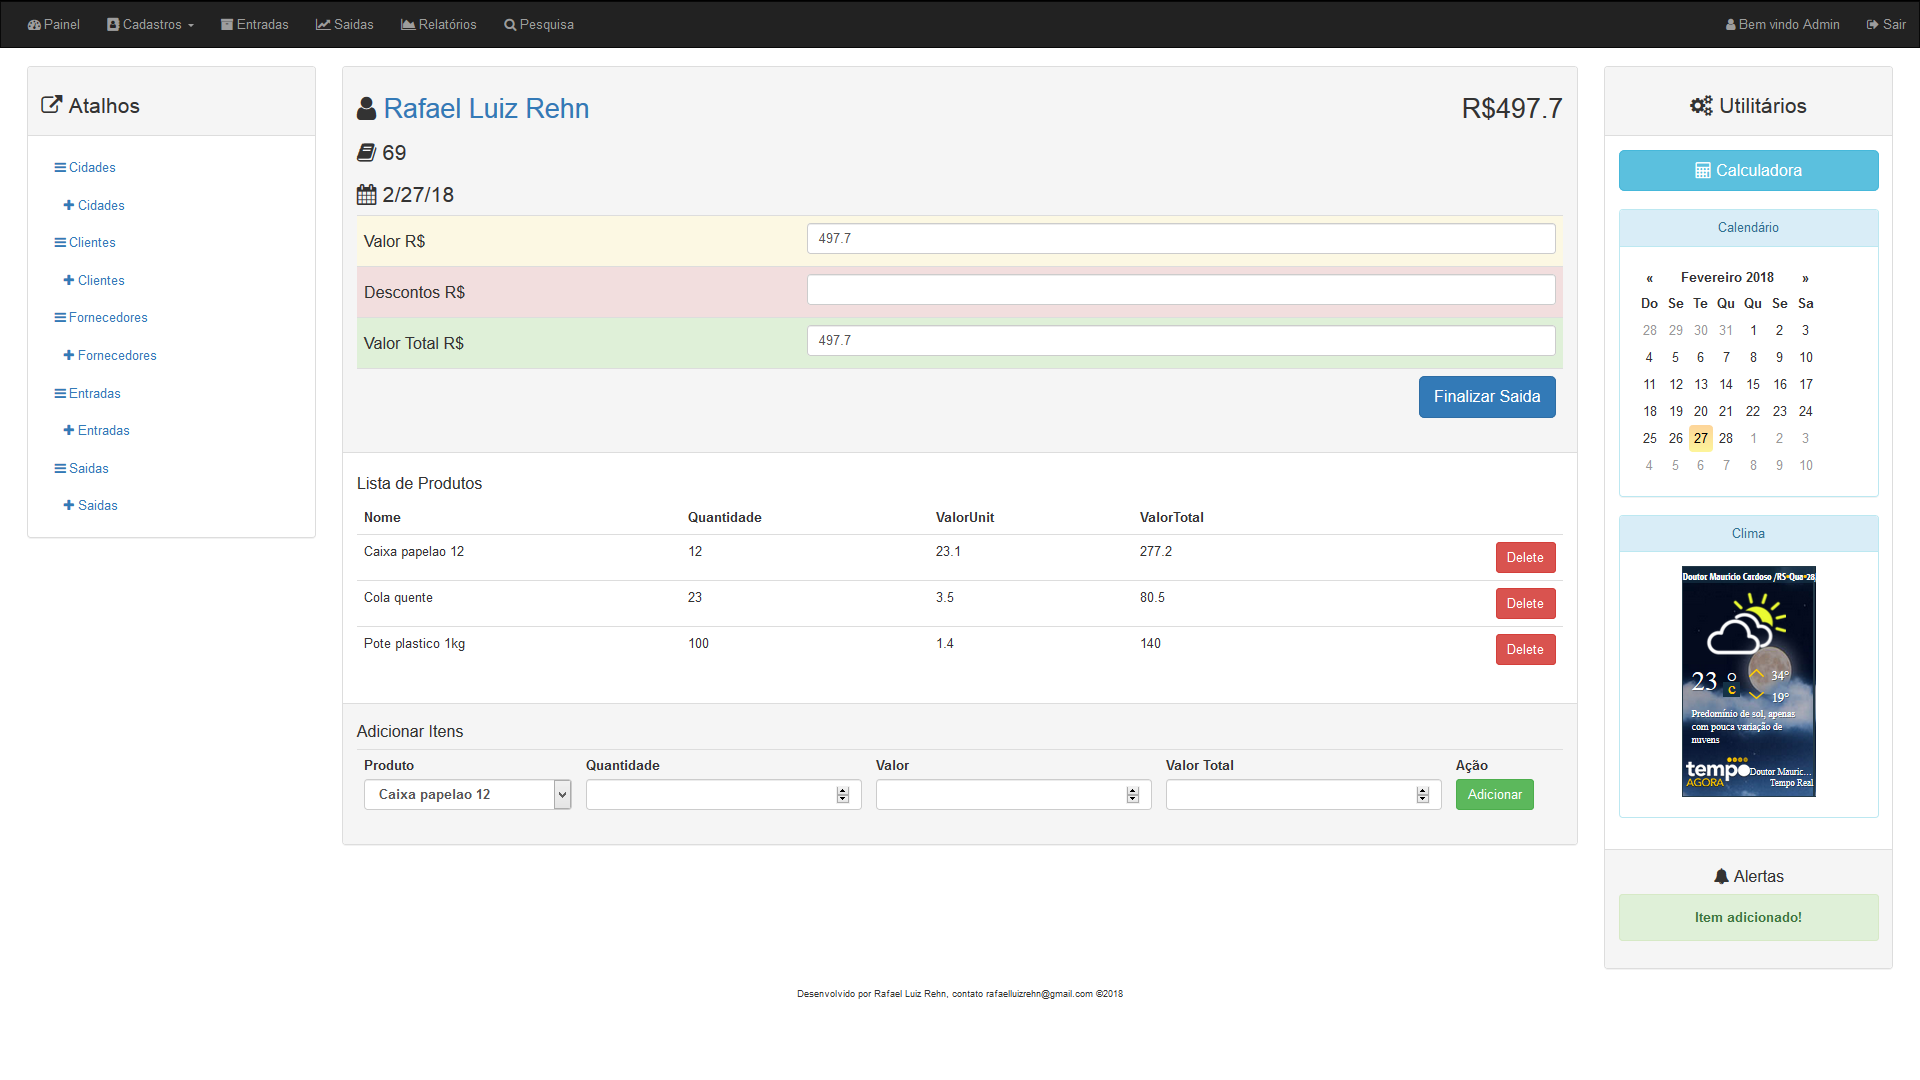 Painel Cadastros Entradas Saidas Relatórios Pesquisa Bem vindo Admin Sair
Atalhos
Cidades
Cidades
Clientes
Clientes
Fornecedores
Fornecedores
Entradas
Entradas
Saidas
Saidas
Rafael Luiz Rehn R$497.7
69
2/27/18
Valor R$ 497.7
Descontos R$
Valor Total R$ 497.7
Finalizar Saida
Lista de Produtos
Nome Quantidade ValorUnit ValorTotal
Caixa papelao 12 12 23.1 277.2 Delete
Cola quente 23 3.5 80.5 Delete
Pote plastico 1kg 100 1.4 140 Delete
Adicionar Itens
Produto Quantidade Valor Valor Total Ação
Caixa papelao 12 Adicionar
Utilitários
Calculadora
Calendário
« Fevereiro 2018 »
Do Se Te Qu Qu Se Sa
28 29 30 31 1 2 3
4 5 6 7 8 9 10
11 12 13 14 15 16 17
18 19 20 21 22 23 24
25 26 27 28 1 2 3
4 5 6 7 8 9 10
Clima
Doutor Mauricio Cardoso /RS•Qua•28
23 °C 34°
19°
Predomínio de sol, apenas
com pouca variação de
nuvens
tempo Doutor Mauric...
AGORA Tempo Real
Alertas
Item adicionado!
Desenvolvido por Rafael Luiz Rehn, contato rafaelluizrehn@gmail.com ©2018